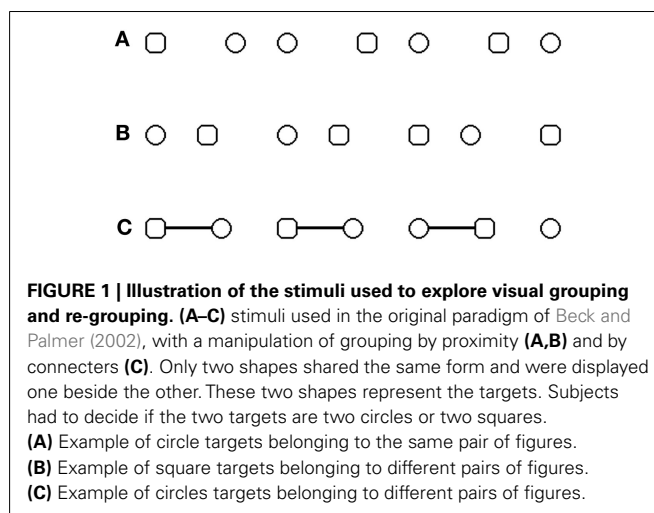 A
B
C
FIGURE 1 | Illustration of the stimuli used to explore visual grouping
and re-grouping. (A–C) stimuli used in the original paradigm of Beck and
Palmer (2002), with a manipulation of grouping by proximity (A,B) and by
connecters (C). Only two shapes shared the same form and were displayed
one beside the other. These two shapes represent the targets. Subjects
had to decide if the two targets are two circles or two squares.
(A) Example of circle targets belonging to the same pair of figures.
(B) Example of square targets belonging to different pairs of figures.
(C) Example of circles targets belonging to different pairs of figures.